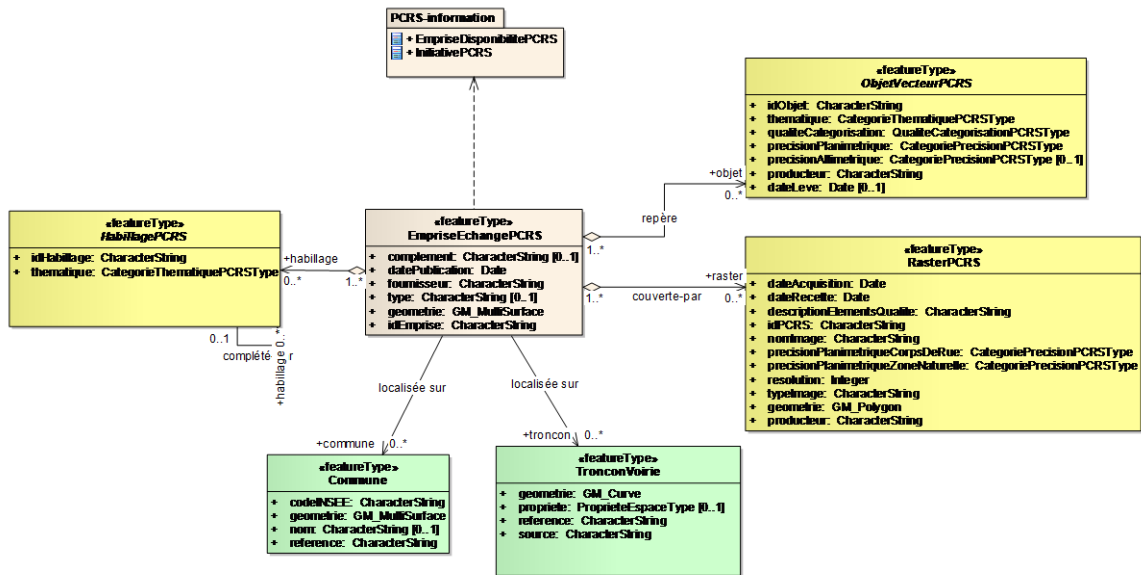 PCRS-information
+ EmpriseDisponibilitePCRS
+ InitiativePCRS
«featureType»
ObjetVecteurPCRS
+ idObjet: CharacterString
+ thematique: CategorieThematiquePCRSType
+ qualiteCategorisation: QualiteCategorisationPCRSType
+ precisionPlanimetrique: CategoriePrecisionPCRSType
+ precisionAltimetrique: CategoriePrecisionPCRSType [0..1]
+ producteur: CharacterString
+ dateLeve: Date [0..1]
+objet
0..*
repère
1..*
«featureType»
HabillagePCRS
+ idHabillage: CharacterString
+ thematique: CategorieThematiquePCRSType
+habillage
0..*
1..*
0..1
complété r
+habillage 0..*
«featureType»
EmpriseEchangePCRS
+ complement: CharacterString [0..1]
+ datePublication: Date
+ fournisseur: CharacterString
+ type: CharacterString [0..1]
+ geometrie: GM_MultiSurface
+ idEmprise: CharacterString
+raster
0..*
1..*
couverte-par
«featureType»
RasterPCRS
+ dateAcquisition: Date
+ dateRecette: Date
+ descriptionElementsQualite: CharacterString
+ idPCRS: CharacterString
+ nomImage: CharacterString
+ precisionPlanimetriqueCorpsDeRue: CategoriePrecisionPCRSType
+ precisionPlanimetriqueZoneNaturelle: CategoriePrecisionPCRSType
+ resolution: Integer
+ typeImage: CharacterString
+ geometrie: GM_Polygon
+ producteur: CharacterString
localisée sur
localisée sur
+commune
0..*
+troncon
0..*
«featureType»
Commune
+ codeINSEE: CharacterString
+ geometrie: GM_MultiSurface
+ nom: CharacterString [0..1]
+ reference: CharacterString
«featureType»
TronconVoirie
+ geometrie: GM_Curve
+ propriete: ProprieteEspaceType [0..1]
+ reference: CharacterString
+ source: CharacterString